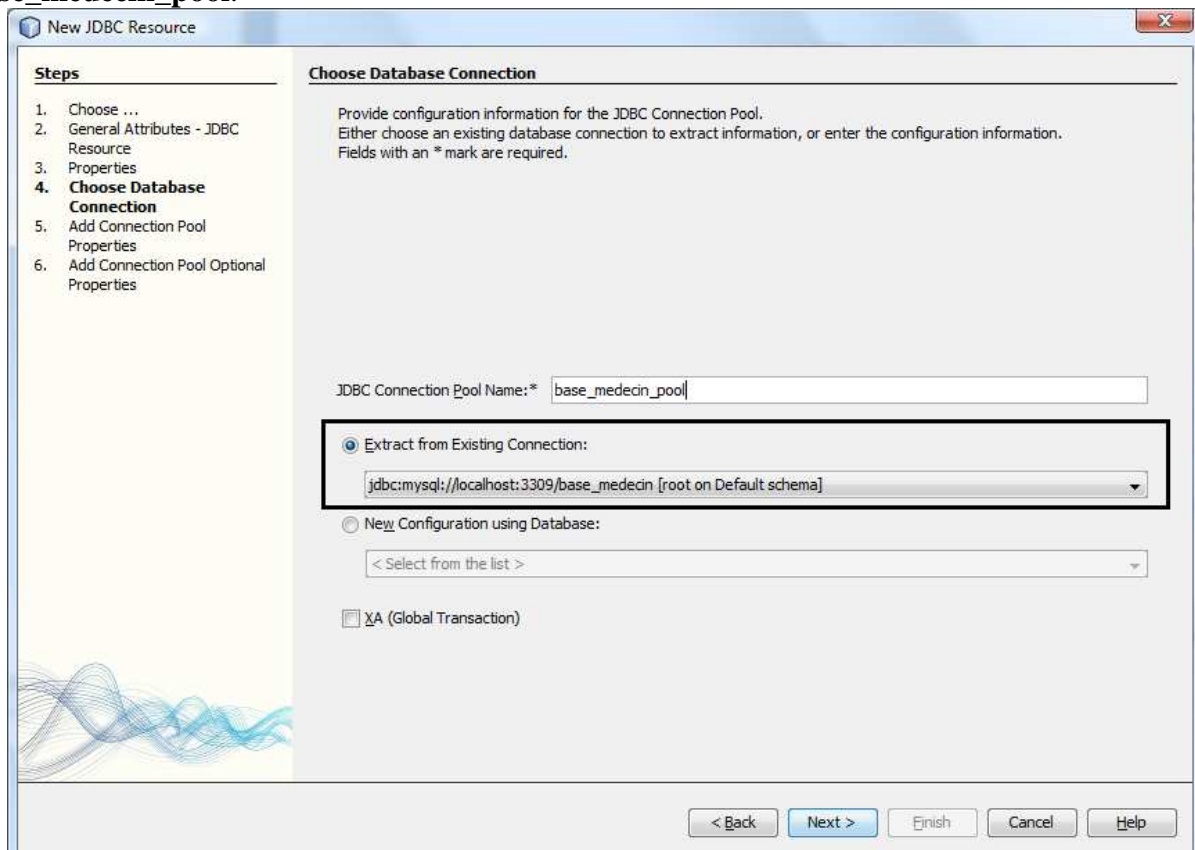 New JDBC Resource
Steps
1. Choose ...
2. General Attributes - JDBC
Resource
3. Properties
4. Choose Database
Connection
5. Add Connection Pool
Properties
6. Add Connection Pool Optional
Properties
Choose Database Connection
Provide configuration information for the JDBC Connection Pool.
Either choose an existing database connection to extract information, or enter the configuration information.
Fields with an * mark are required.
JDBC Connection Pool Name:* base_medecin_pool
Extract from Existing Connection:
jdbc:mysql://localhost:3309/base_medecin [root on Default schema]
New Configuration using Database:
< Select from the list >
XA (Global Transaction)
< Back Next > Finish Cancel Help